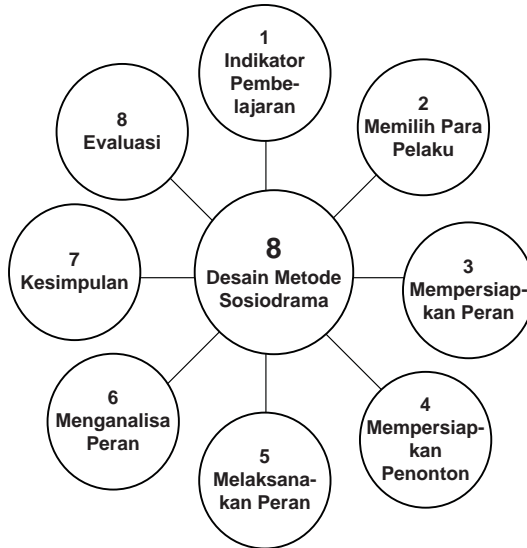 1
Indikator
Pembe-
lajaran
2
Memilih Para
Pelaku
3
Mempersiap-
kan Peran
4
Mempersiap-
kan
Penonton
5
Melaksana-
kan Peran
6
Menganalisa
Peran
7
Kesimpulan
8
Evaluasi
8
Desain Metode
Sosiodrama